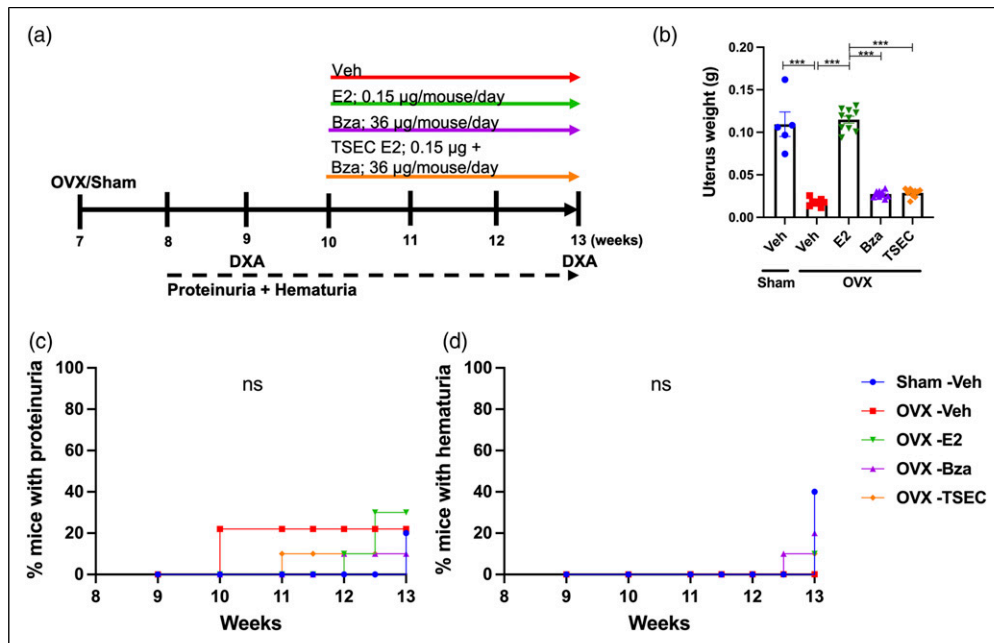 (a)
Veh
E2; 0.15 µg/mouse/day
Bza; 36 µg/mouse/day
TSEC E2; 0.15 µg +
Bza; 36 µg/mouse/day
OVX/Sham
7 8 9 10 11 12 13 (weeks)
DXA DXA
Proteinuria + Hematuria
(b)
***
*** *** ***
Uterus weight (g)
0.20
0.15
0.10
0.05
0.00
Veh Veh E2 Bza TSEC
Sham OVX
(c)
ns
% mice with proteinuria
100
80
60
40
20
0
8 9 10 11 12 13
Weeks
(d)
ns
% mice with hematuria
100
80
60
40
20
0
8 9 10 11 12 13
Weeks
Sham -Veh
OVX -Veh
OVX -E2
OVX -Bza
OVX -TSEC